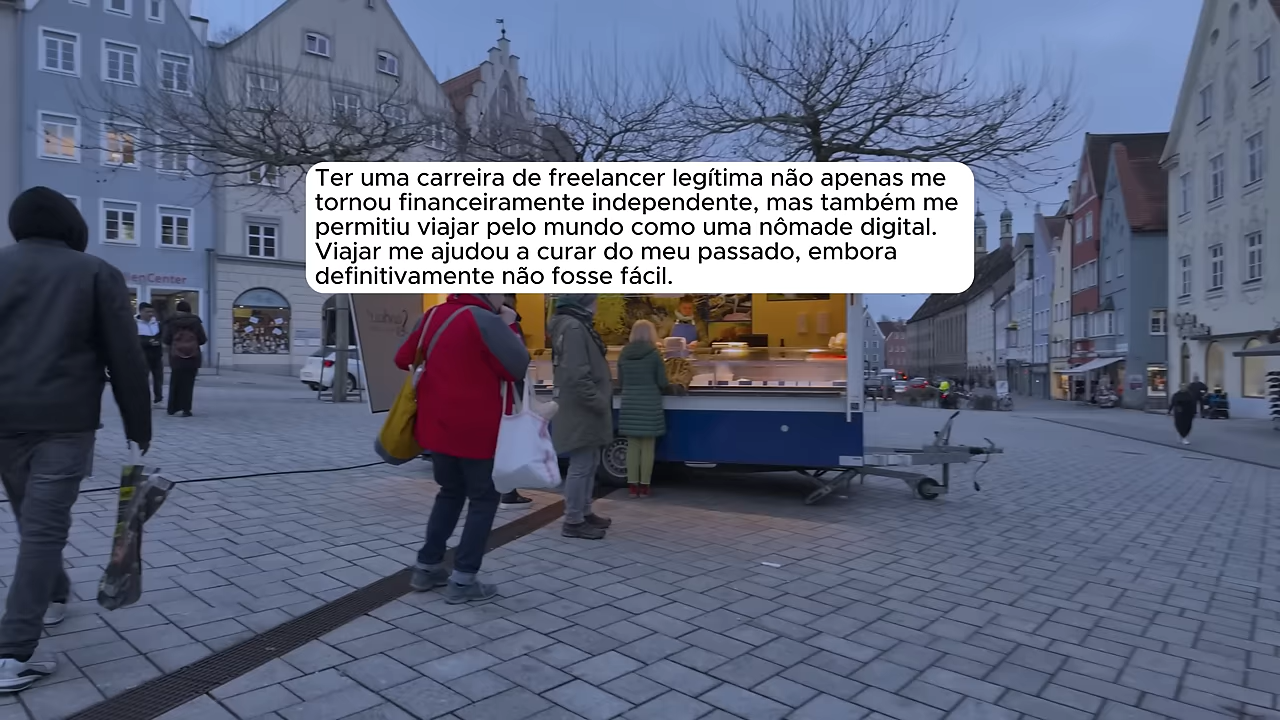 Ter uma carreira de freelancer legítima não apenas me
tornou financeiramente independente, mas também me
permitiu viajar pelo mundo como uma nômade digital.
Viajar me ajudou a curar do meu passado, embora
definitivamente não fosse fácil.
Center